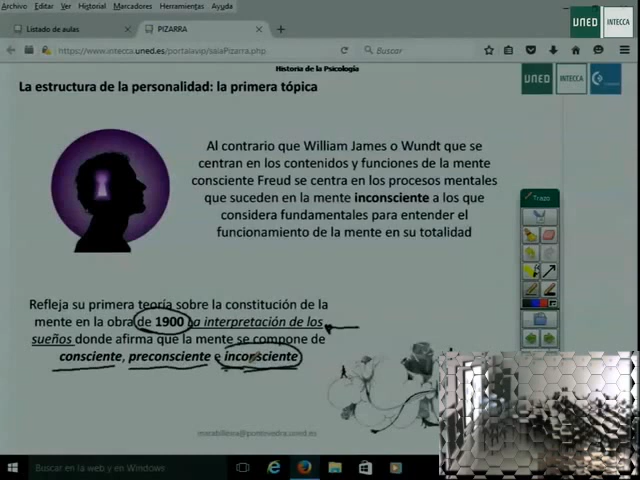 Archivo Editar Ver Historial Marcadores Herramientas Ayuda
Listado de aulas
PIZARRA
https://www.intecca.uned.es/portalavip/salaPizarra.php
Buscar
UNED INTECCA
Historia de la Psicología
La estructura de la personalidad: la primera tópica
UNED INTECCA
Al contrario que William James o Wundt que se
centran en los contenidos y funciones de la mente
consciente Freud se centra en los procesos mentales
que suceden en la mente inconsciente a los que
considera fundamentales para entender el
funcionamiento de la mente en su totalidad
Trazo
Refleja su primera teoría sobre la constitución de la
mente en la obra de 1900 La interpretación de los
sueños donde afirma que la mente se compone de
consciente, preconsciente e inconsciente
Buscar en la web y en Windows